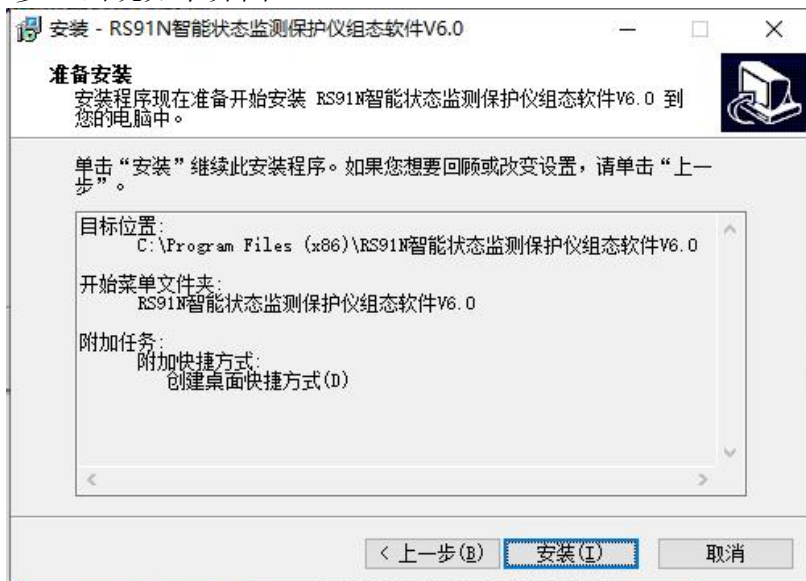 安装 - RS91N智能状态监测保护仪组态软件V6.0
准备安装
安装程序现在准备开始安装 RS91N智能状态监测保护仪组态软件V6.0 到
您的电脑中。
单击“安装”继续此安装程序。如果您想要回顾或改变设置，请单击“上一
步”。
目标位置:
C:\Program Files (x86)\RS91N智能状态监测保护仪组态软件V6.0
开始菜单文件夹:
RS91N智能状态监测保护仪组态软件V6.0
附加任务:
附加快捷方式:
创建桌面快捷方式(D)
< 上一步(B) 安装(I) 取消